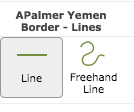 APalmer Yemen
Border - Lines
Line
Freehand
Line